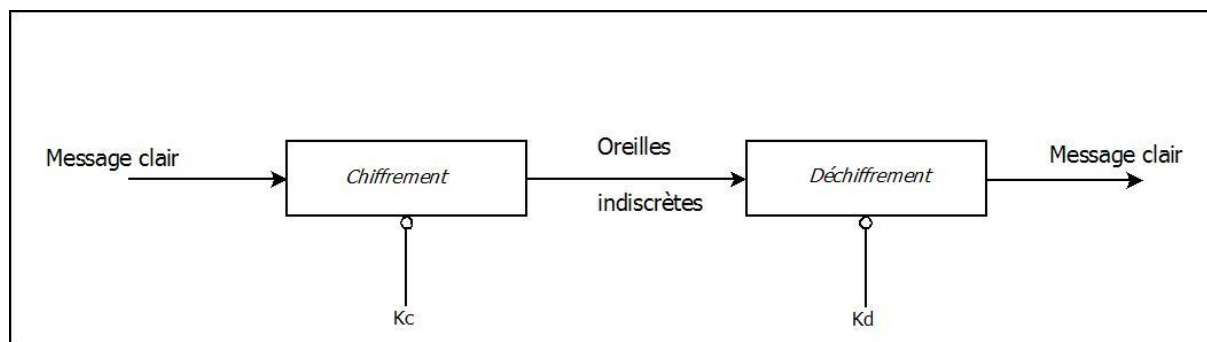 Message clair
Chiffrement
Oreilles
indiscrètes
Déchiffrement
Message clair
Kc
Kd